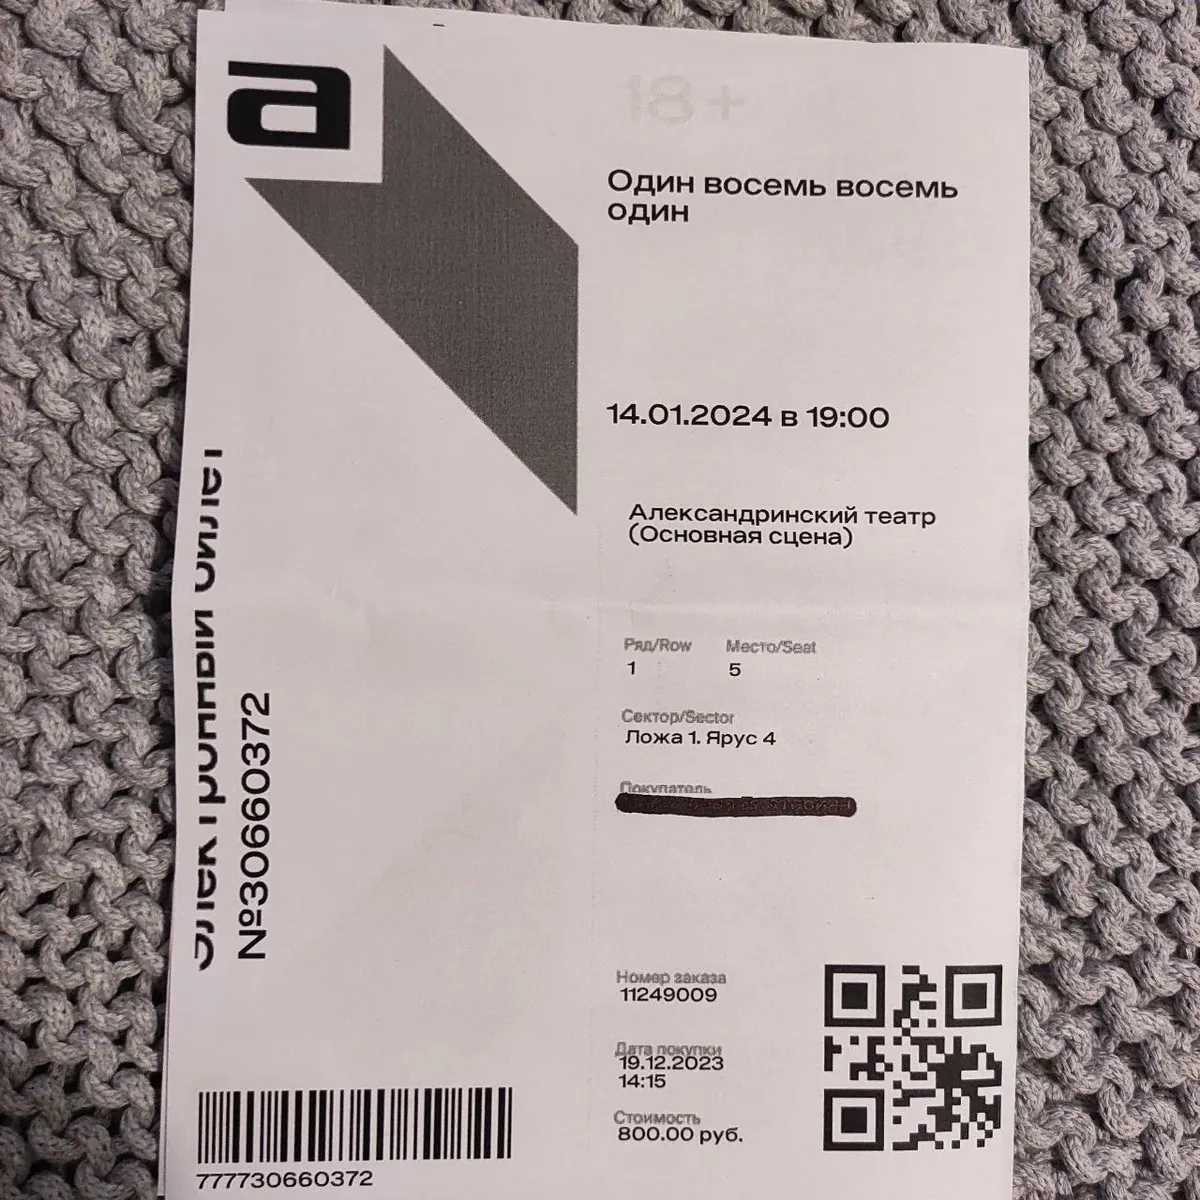 a
18+
Один восемь восемь
один
14.01.2024 в 19:00
Александринский театр
(Основная сцена)
Ряд/Row Место/Seat
1 5
Сектор/Sector
Ложа 1. Ярус 4
Покупатель
Номер заказа
11249009
Дата покупки
19.12.2023
14:15
Стоимость
800.00 руб.
электронный билет
№30660372
777730660372